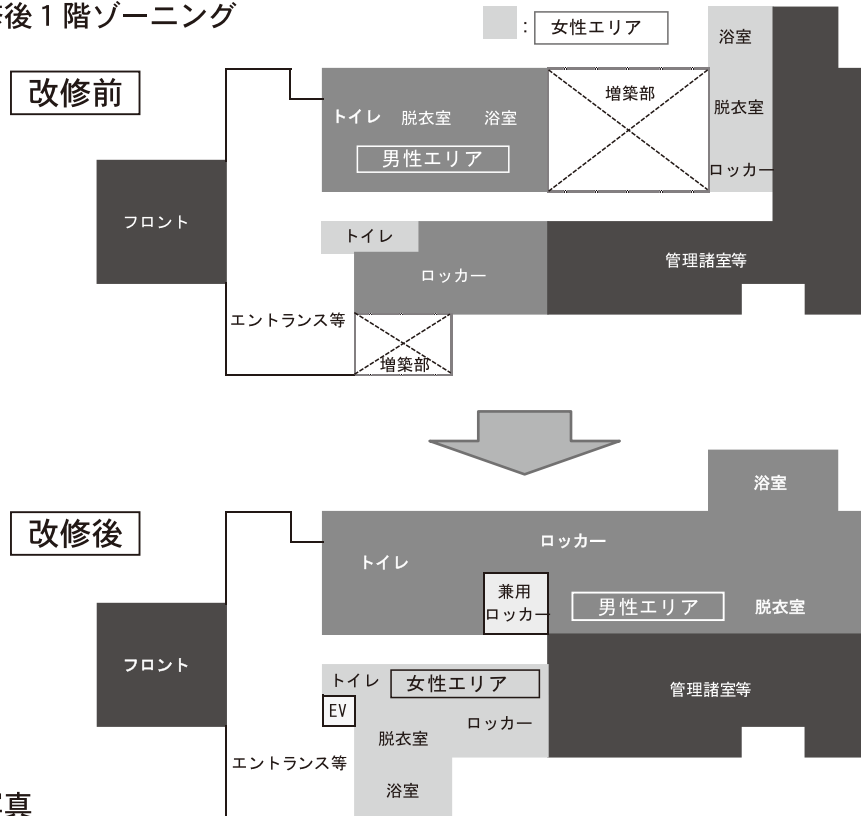 後1階ゾーニング
: 女性エリア
改修前
浴室
脱衣室
ロッカー
増築部
トイレ 脱衣室 浴室
男性エリア
フロント
トイレ
ロッカー
管理諸室等
エントランス等
増築部
改修後
浴室
ロッカー
トイレ
兼用
ロッカー
男性エリア
脱衣室
フロント
トイレ
女性エリア
管理諸室等
EV
ロッカー
脱衣室
エントランス等
浴室
真